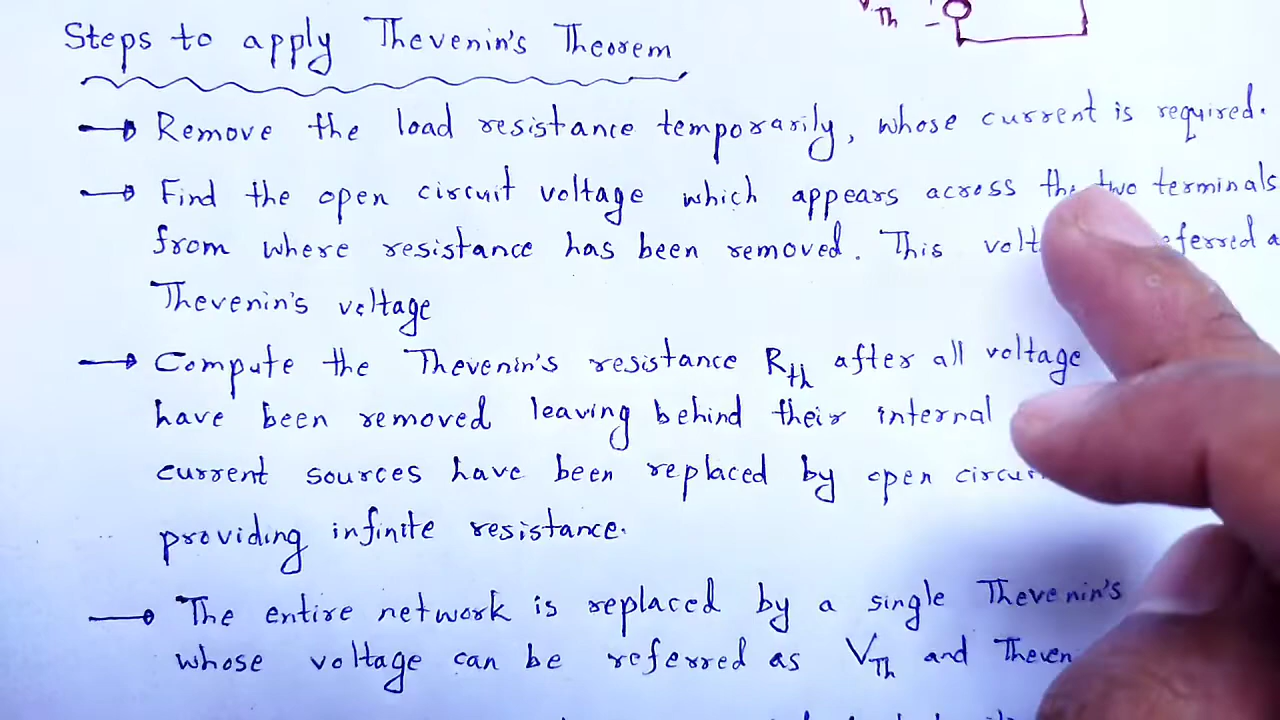 V Th
Steps to apply Thevenin's Theorem
Remove the load resistance temporarily, whose current is required.
Find the open circuit voltage which appears across the two terminals
from where resistance has been removed. This
Thevenin's voltage
Compute the Thevenin's resistance Rth after all voltage
have been removed leaving behind their internal
current sources have been replaced by open
providing infinite resistance.
The entire network is replaced by a single Thevenin's
whose voltage can be referred as VTh and